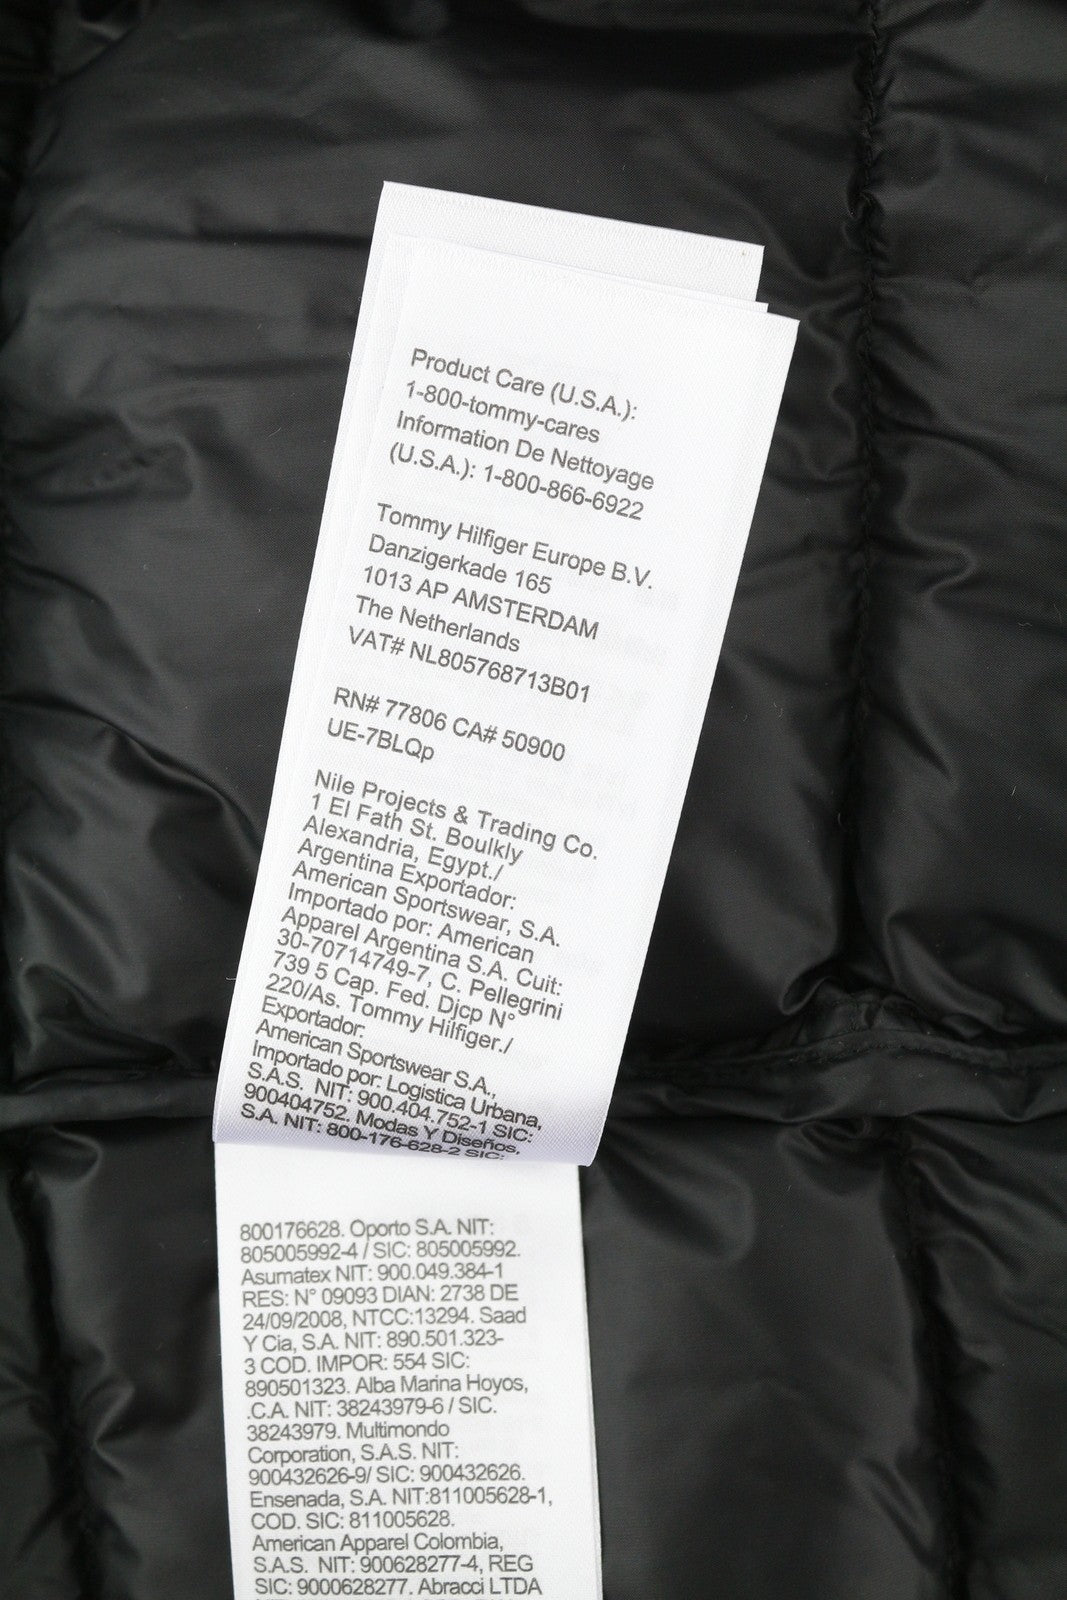 Product Care (U.S.A.):
1-800-tommy-cares
Information De Nettoyage
(U.S.A.): 1-800-866-6922
Tommy Hilfiger Europe B.V.
Danzigerkade 165
1013 AP AMSTERDAM
The Netherlands
VAT# NL805768713B01
RN# 77806 CA# 50900
UE-7BLQp
Nile Projects & Trading Co.
1 El Fath St. Boulkly
Alexandria, Egypt./
Argentina Exportador:
American Sportswear, S.A.
Importado por: American
Apparel Argentina S.A. Cuit:
30-70714749-7, C. Pellegrini
739 5 Cap. Fed. Djcp N°
220/As. Tommy Hilfiger./
Exportador:
American Sportswear S.A.,
Importado por: Logistica Urbana,
S.A.S. NIT: 900.404.752-1 SIC:
900404752. Modas Y Diseños,
S.A. NIT: 800-176-628-2 SIC:
800176628. Oporto S.A. NIT:
805005992-4 / SIC: 805005992.
Asumatex NIT: 900.049.384-1
RES: N° 09093 DIAN: 2738 DE
24/09/2008, NTCC:13294. Saad
Y Cia, S.A. NIT: 890.501.323-
3 COD. IMPOR: 554 SIC:
890501323. Alba Marina Hoyos,
.C.A. NIT: 38243979-6 / SIC.
38243979. Multimondo
Corporation, S.A.S. NIT:
900432626-9/ SIC: 900432626.
Ensenada, S.A. NIT:811005628-1,
COD. SIC: 811005628.
American Apparel Colombia,
S.A.S. NIT: 900628277-4, REG
SIC: 9000628277. Abracci LTDA